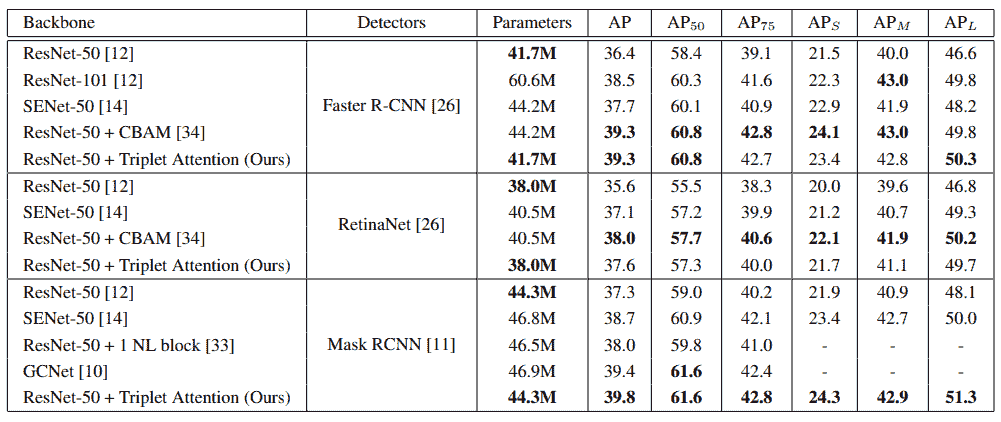 Backbone Detectors Parameters AP AP50 AP75 APS APM APL
ResNet-50 [12] 41.7M 36.4 58.4 39.1 21.5 40.0 46.6
ResNet-101 [12] 60.6M 38.5 60.3 41.6 22.3 43.0 49.8
SENet-50 [14] Faster R-CNN [26] 44.2M 37.7 60.1 40.9 22.9 41.9 48.2
ResNet-50 + CBAM [34] 44.2M 39.3 60.8 42.8 24.1 43.0 49.8
ResNet-50 + Triplet Attention (Ours) 41.7M 39.3 60.8 42.7 23.4 42.8 50.3
ResNet-50 [12] 38.0M 35.6 55.5 38.3 20.0 39.6 46.8
SENet-50 [14] RetinaNet [26] 40.5M 37.1 57.2 39.9 21.2 40.7 49.3
ResNet-50 + CBAM [34] 40.5M 38.0 57.7 40.6 22.1 41.9 50.2
ResNet-50 + Triplet Attention (Ours) 38.0M 37.6 57.3 40.0 21.7 41.1 49.7
ResNet-50 [12] 44.3M 37.3 59.0 40.2 21.9 40.9 48.1
SENet-50 [14] 46.8M 38.7 60.9 42.1 23.4 42.7 50.0
ResNet-50 + 1 NL block [33] Mask RCNN [11] 46.5M 38.0 59.8 41.0 - - -
GCNet [10] 46.9M 39.4 61.6 42.4 - - -
ResNet-50 + Triplet Attention (Ours) 44.3M 39.8 61.6 42.8 24.3 42.9 51.3